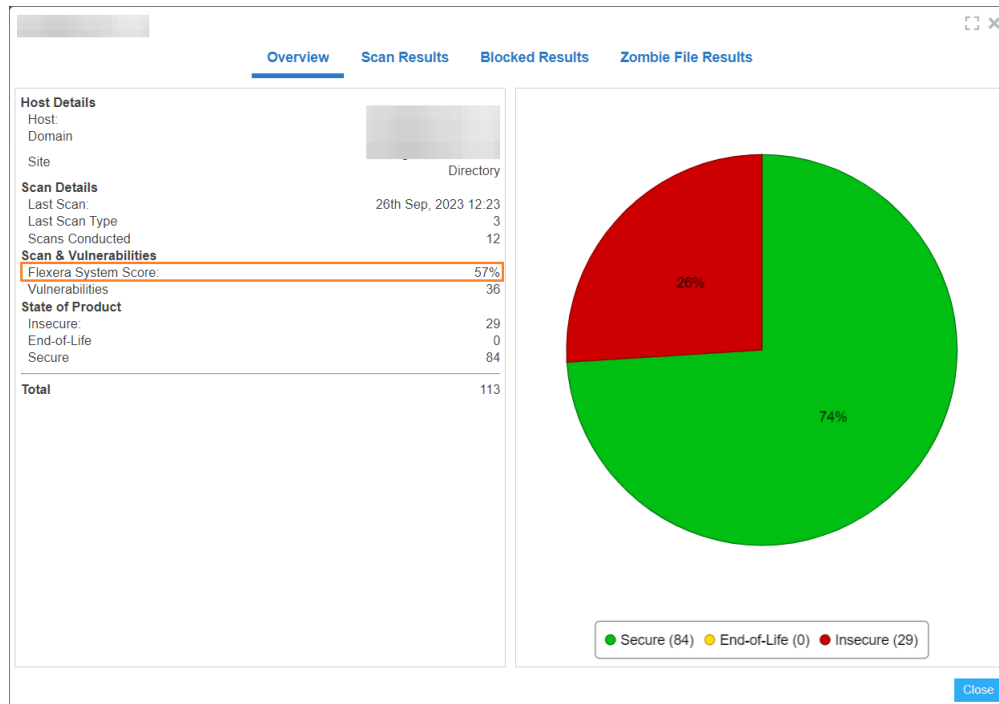 Overview Scan Results Blocked Results Zombie File Results
Host Details
Host:
Domain
Site
Directory
Scan Details
Last Scan: 26th Sep, 2023 12:23
Last Scan Type 3
Scans Conducted 12
Scan & Vulnerabilities
Flexera System Score: 57%
Vulnerabilities 36
State of Product
Insecure: 29
End-of-Life 0
Secure 84
Total 113
26%
74%
Secure (84) End-of-Life (0) Insecure (29)
Close